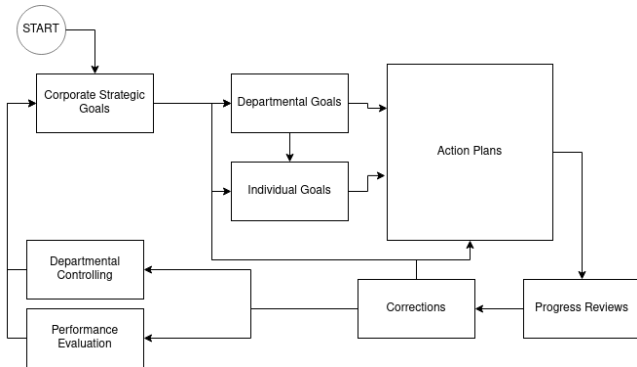 START
Corporate Strategic
Goals
Departmental Goals
Action Plans
Individual Goals
Departmental
Controlling
Corrections
Progress Reviews
Performance
Evaluation